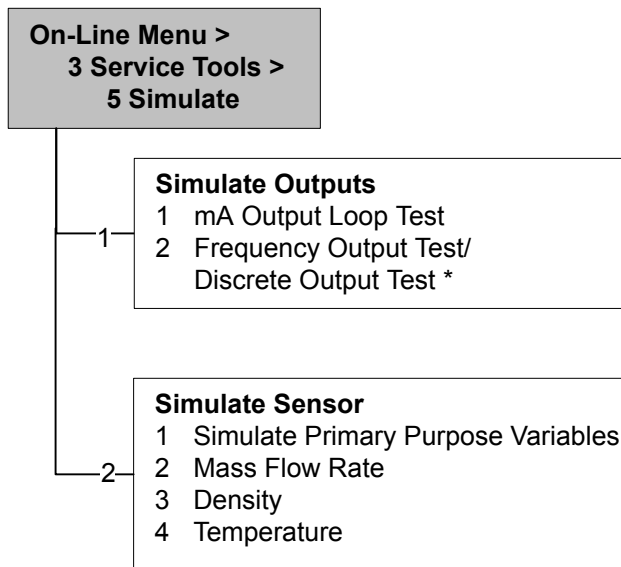 On-Line Menu >
3 Service Tools >
5 Simulate
1
Simulate Outputs
1 mA Output Loop Test
2 Frequency Output Test/
Discrete Output Test *
2
Simulate Sensor
1 Simulate Primary Purpose Variables
2 Mass Flow Rate
3 Density
4 Temperature